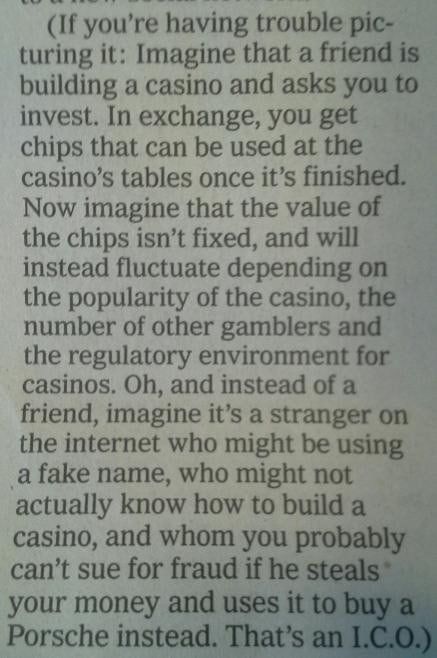 (If you're having trouble pic-
turing it: Imagine that a friend is
building a casino and asks you to
invest. In exchange, you get
chips that can be used at the
casino's tables once it's finished.
Now imagine that the value of
the chips isn't fixed, and will
instead fluctuate depending on
the popularity of the casino, the
number of other gamblers and
the regulatory environment for
casinos. Oh, and instead of a
friend, imagine it's a stranger on
the internet who might be using
a fake name, who might not
actually know how to build a
casino, and whom you probably
can't sue for fraud if he steals
your money and uses it to buy a
Porsche instead. That's an I.C.O.)